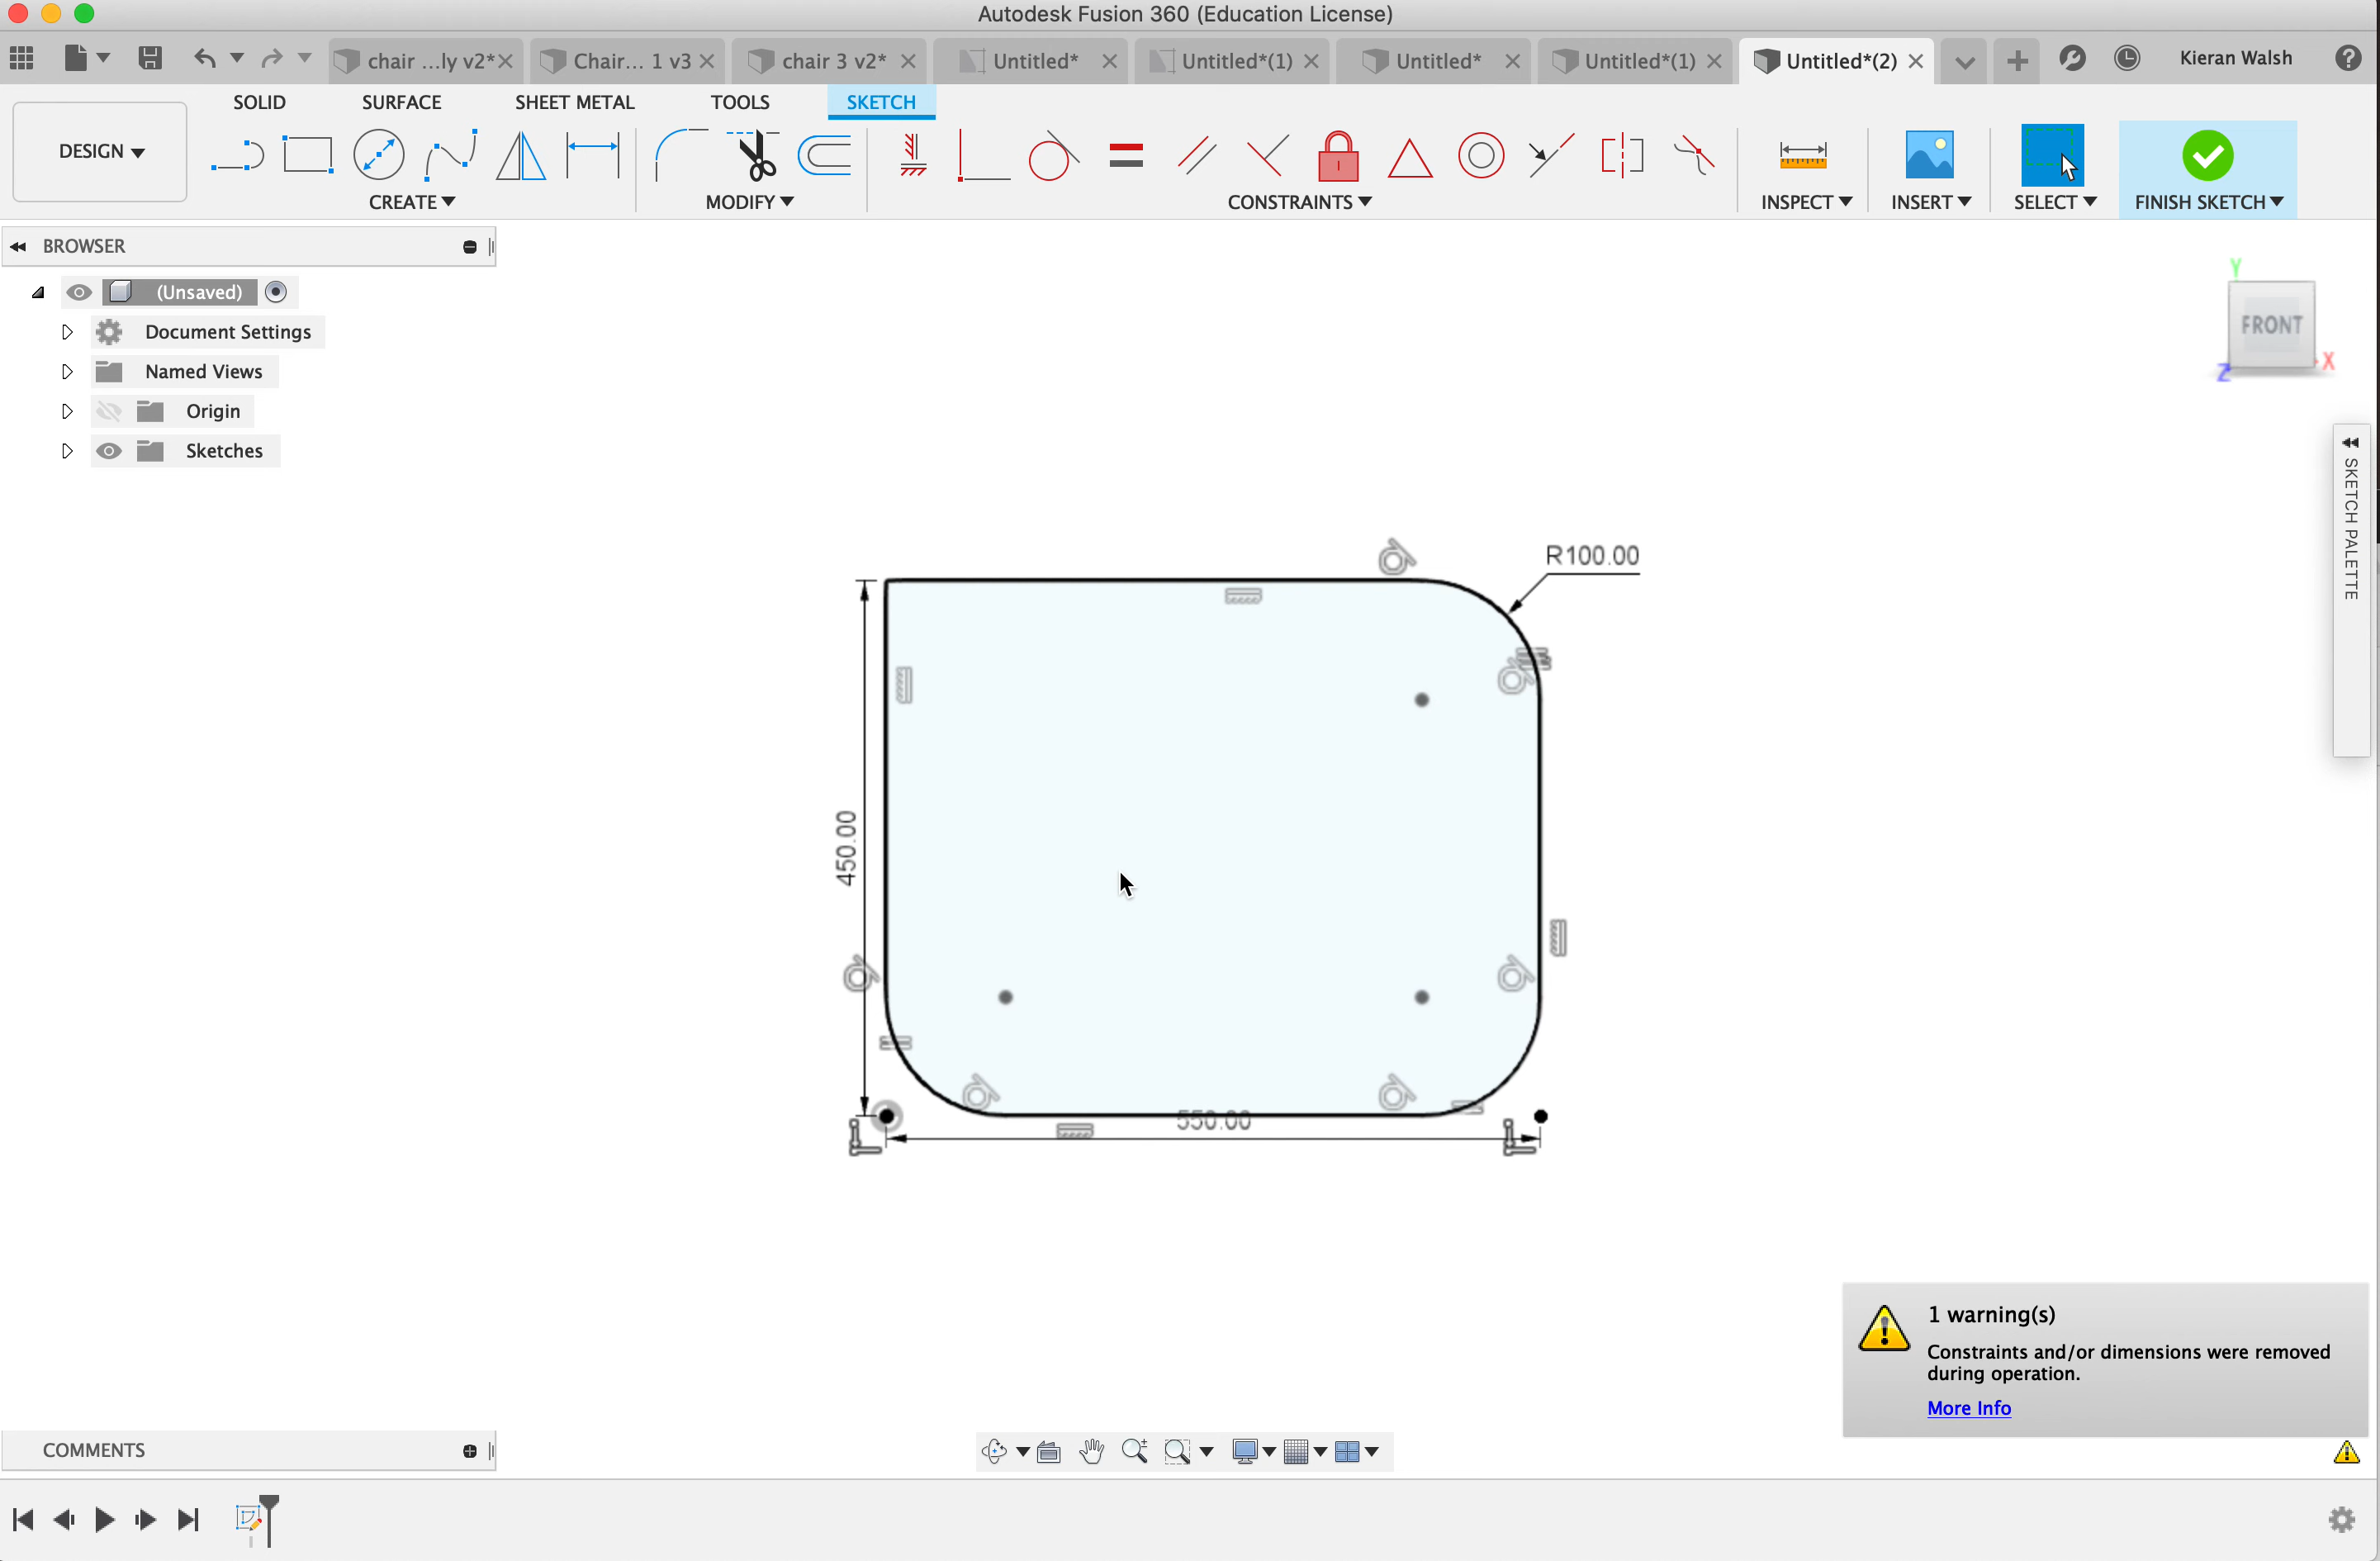 Autodesk Fusion 360 (Education License)
chair ...ly v2*
Chair... 1 v3
chair 3 v2*
Untitled*
Untitled*(1)
Untitled*
Untitled*(1)
Untitled*(2)
Kieran Walsh
DESIGN
SOLID
SURFACE
SHEET METAL
TOOLS
SKETCH
CREATE
MODIFY
CONSTRAINTS
INSPECT
INSERT
SELECT
FINISH SKETCH
BROWSER
(Unsaved)
Document Settings
Named Views
Origin
Sketches
Y
FRONT
Z
X
SKETCH PALETTE
R100.00
450.00
550.00
1 warning(s)
Constraints and/or dimensions were removed
during operation.
More Info
COMMENTS